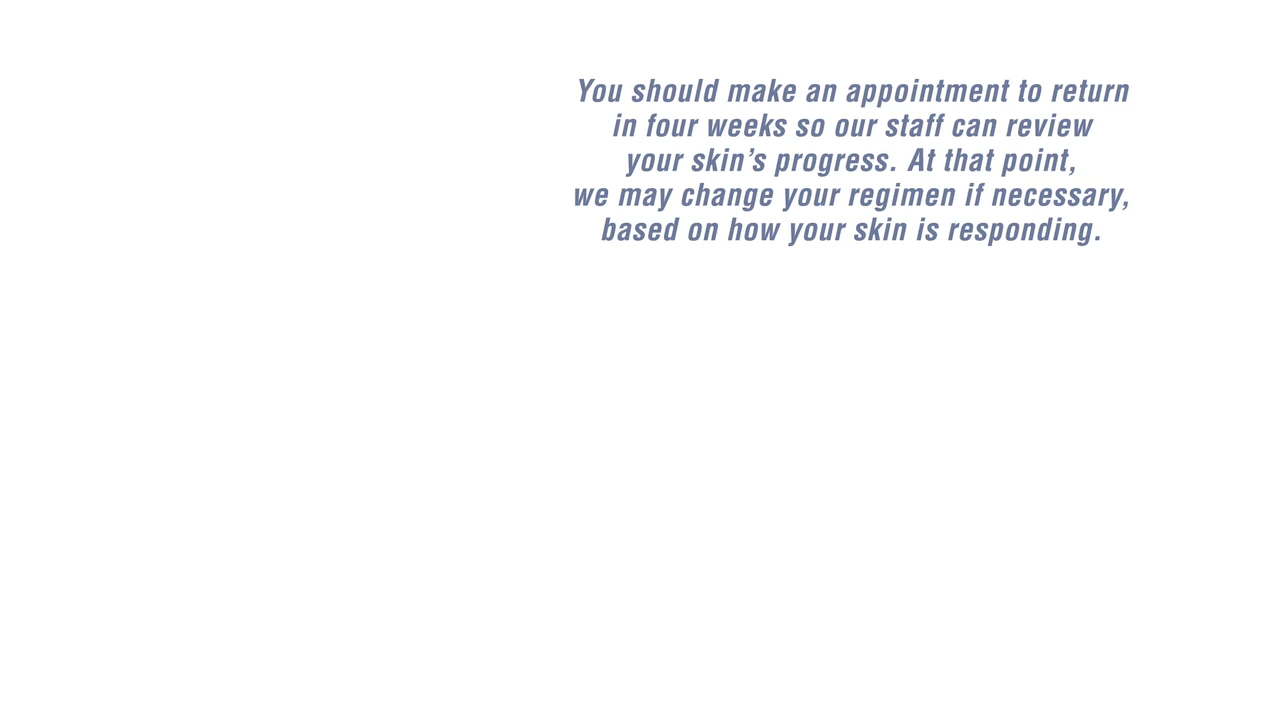 You should make an appointment to return
in four weeks so our staff can review
your skin’s progress. At that point,
we may change your regimen if necessary,
based on how your skin is responding.